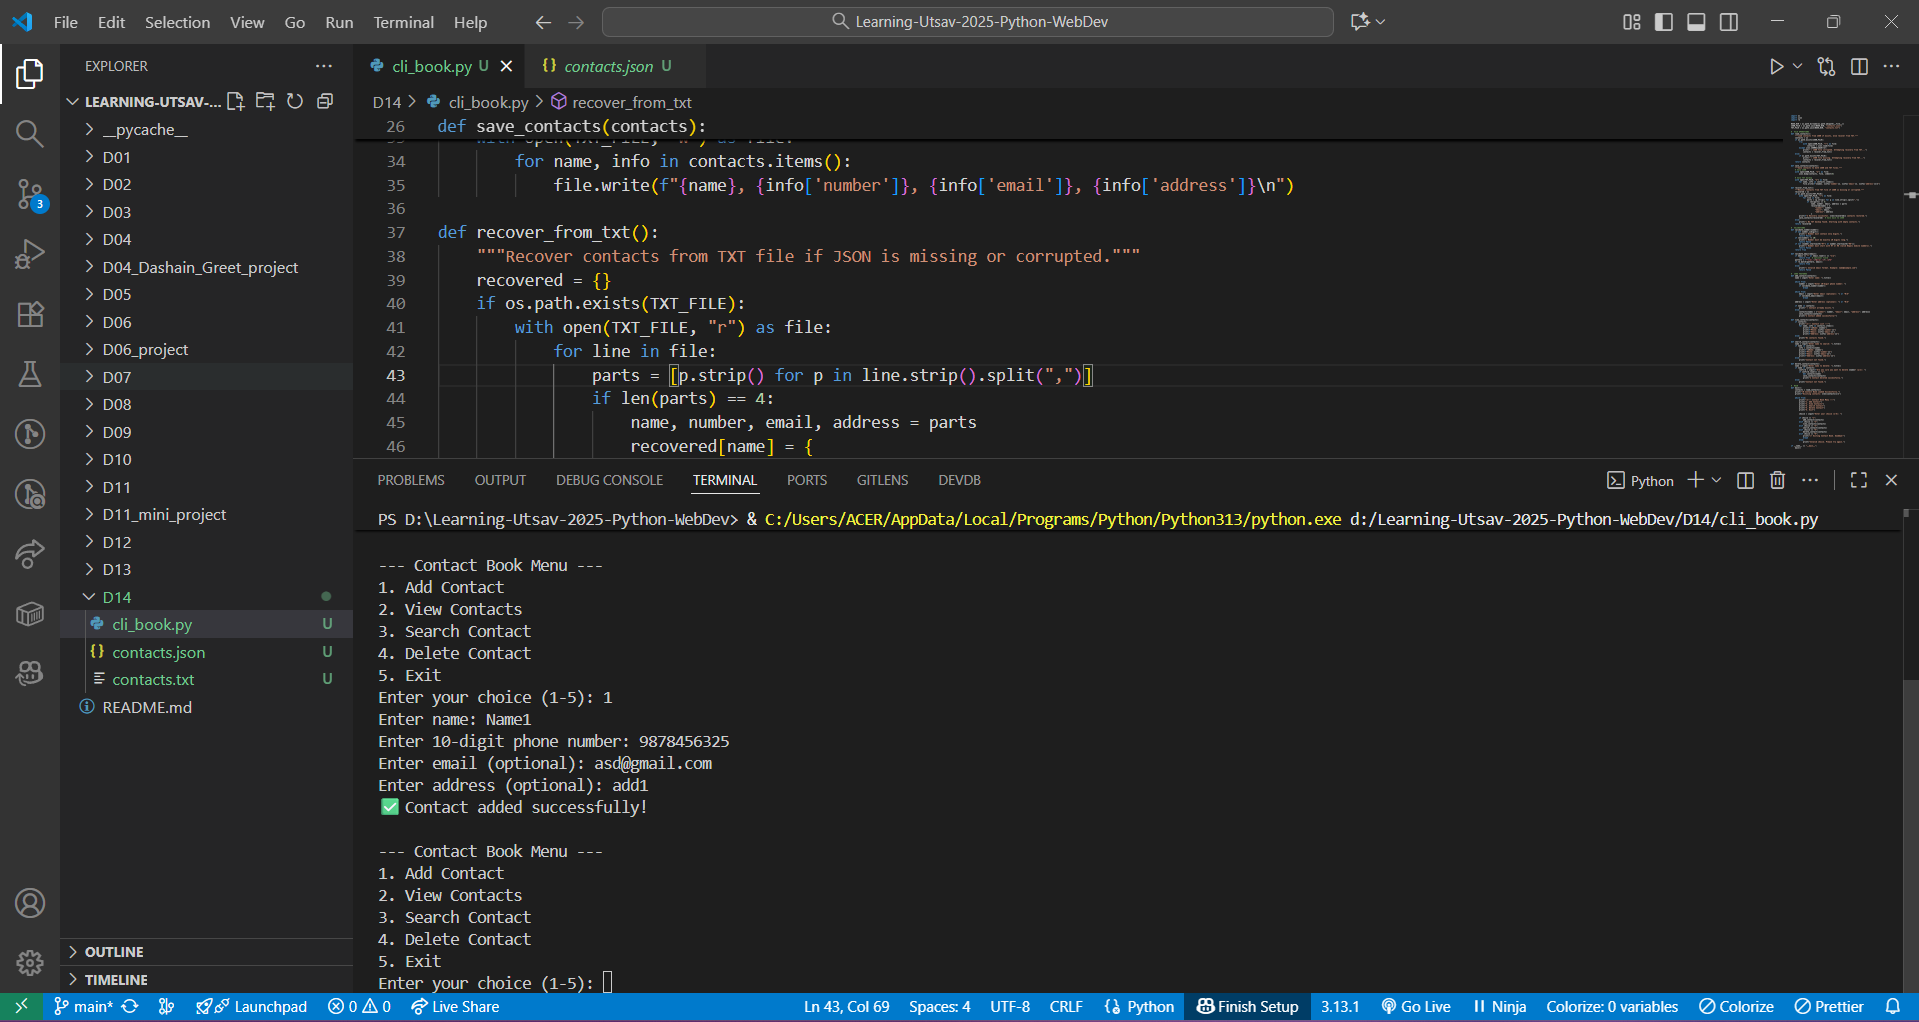 File Edit Selection View Go Run Terminal Help
Learning-Utsav-2025-Python-WebDev
EXPLORER
LEARNING-UTSAV-...
__pycache__
D01
D02
D03
D04
D04_Dashain_Greet_project
D05
D06
D06_project
D07
D08
D09
D10
D11
D11_mini_project
D12
D13
D14
cli_book.py U
contacts.json U
contacts.txt U
README.md
OUTLINE
TIMELINE
3
cli_book.py U
contacts.json U
D14 > cli_book.py > recover_from_txt
26 def save_contacts(contacts):
34 for name, info in contacts.items():
35 file.write(f"{name}, {info['number']}, {info['email']}, {info['address']}\n")
36
37 def recover_from_txt():
38 """Recover contacts from TXT file if JSON is missing or corrupted."""
39 recovered = {}
40 if os.path.exists(TXT_FILE):
41 with open(TXT_FILE, "r") as file:
42 for line in file:
43 parts = [p.strip() for p in line.strip().split(",")]
44 if len(parts) == 4:
45 name, number, email, address = parts
46 recovered[name] = {
PROBLEMS OUTPUT DEBUG CONSOLE TERMINAL PORTS GITLENS DEVDB
Python
PS D:\Learning-Utsav-2025-Python-WebDev> & C:/Users/ACER/AppData/Local/Programs/Python/Python313/python.exe d:/Learning-Utsav-2025-Python-WebDev/D14/cli_book.py
--- Contact Book Menu ---
1. Add Contact
2. View Contacts
3. Search Contact
4. Delete Contact
5. Exit
Enter your choice (1-5): 1
Enter name: Name1
Enter 10-digit phone number: 9878456325
Enter email (optional): asd@gmail.com
Enter address (optional): add1
✅ Contact added successfully!
--- Contact Book Menu ---
1. Add Contact
2. View Contacts
3. Search Contact
4. Delete Contact
5. Exit
Enter your choice (1-5):
main* Launchpad 0 0 Live Share Ln 43, Col 69 Spaces: 4 UTF-8 CRLF Python Finish Setup 3.13.1 Go Live Ninja Colorize: 0 variables Colorize Prettier